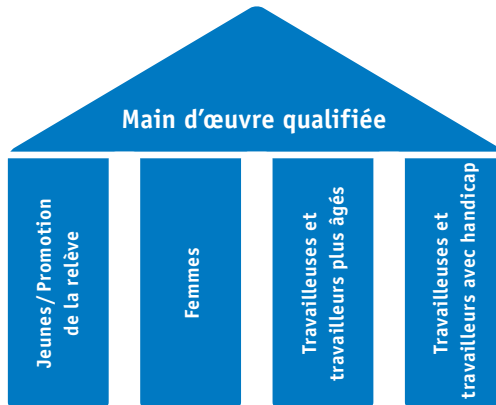 Main d'œuvre qualifiée
Jeunes/Promotion
de la relève
Femmes
Travailleuses et
travailleurs plus âgés
Travailleuses et
travailleurs avec handicap